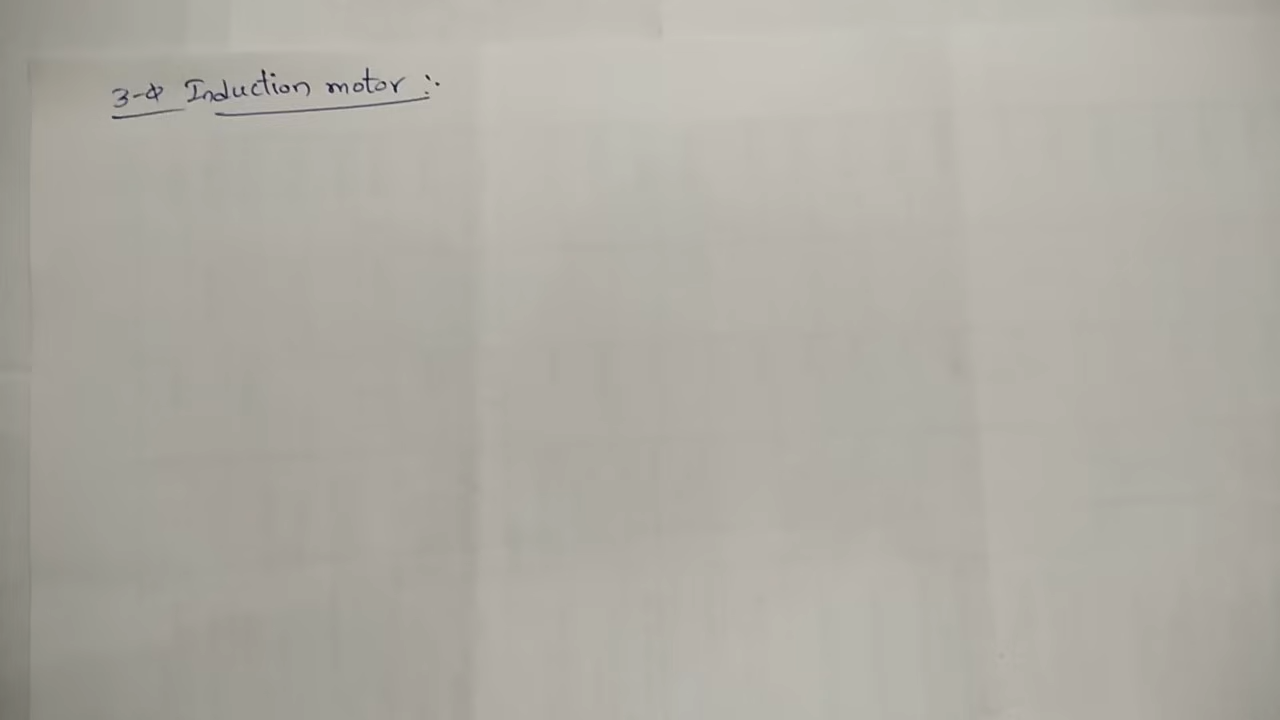 3-Φ Induction motor :-